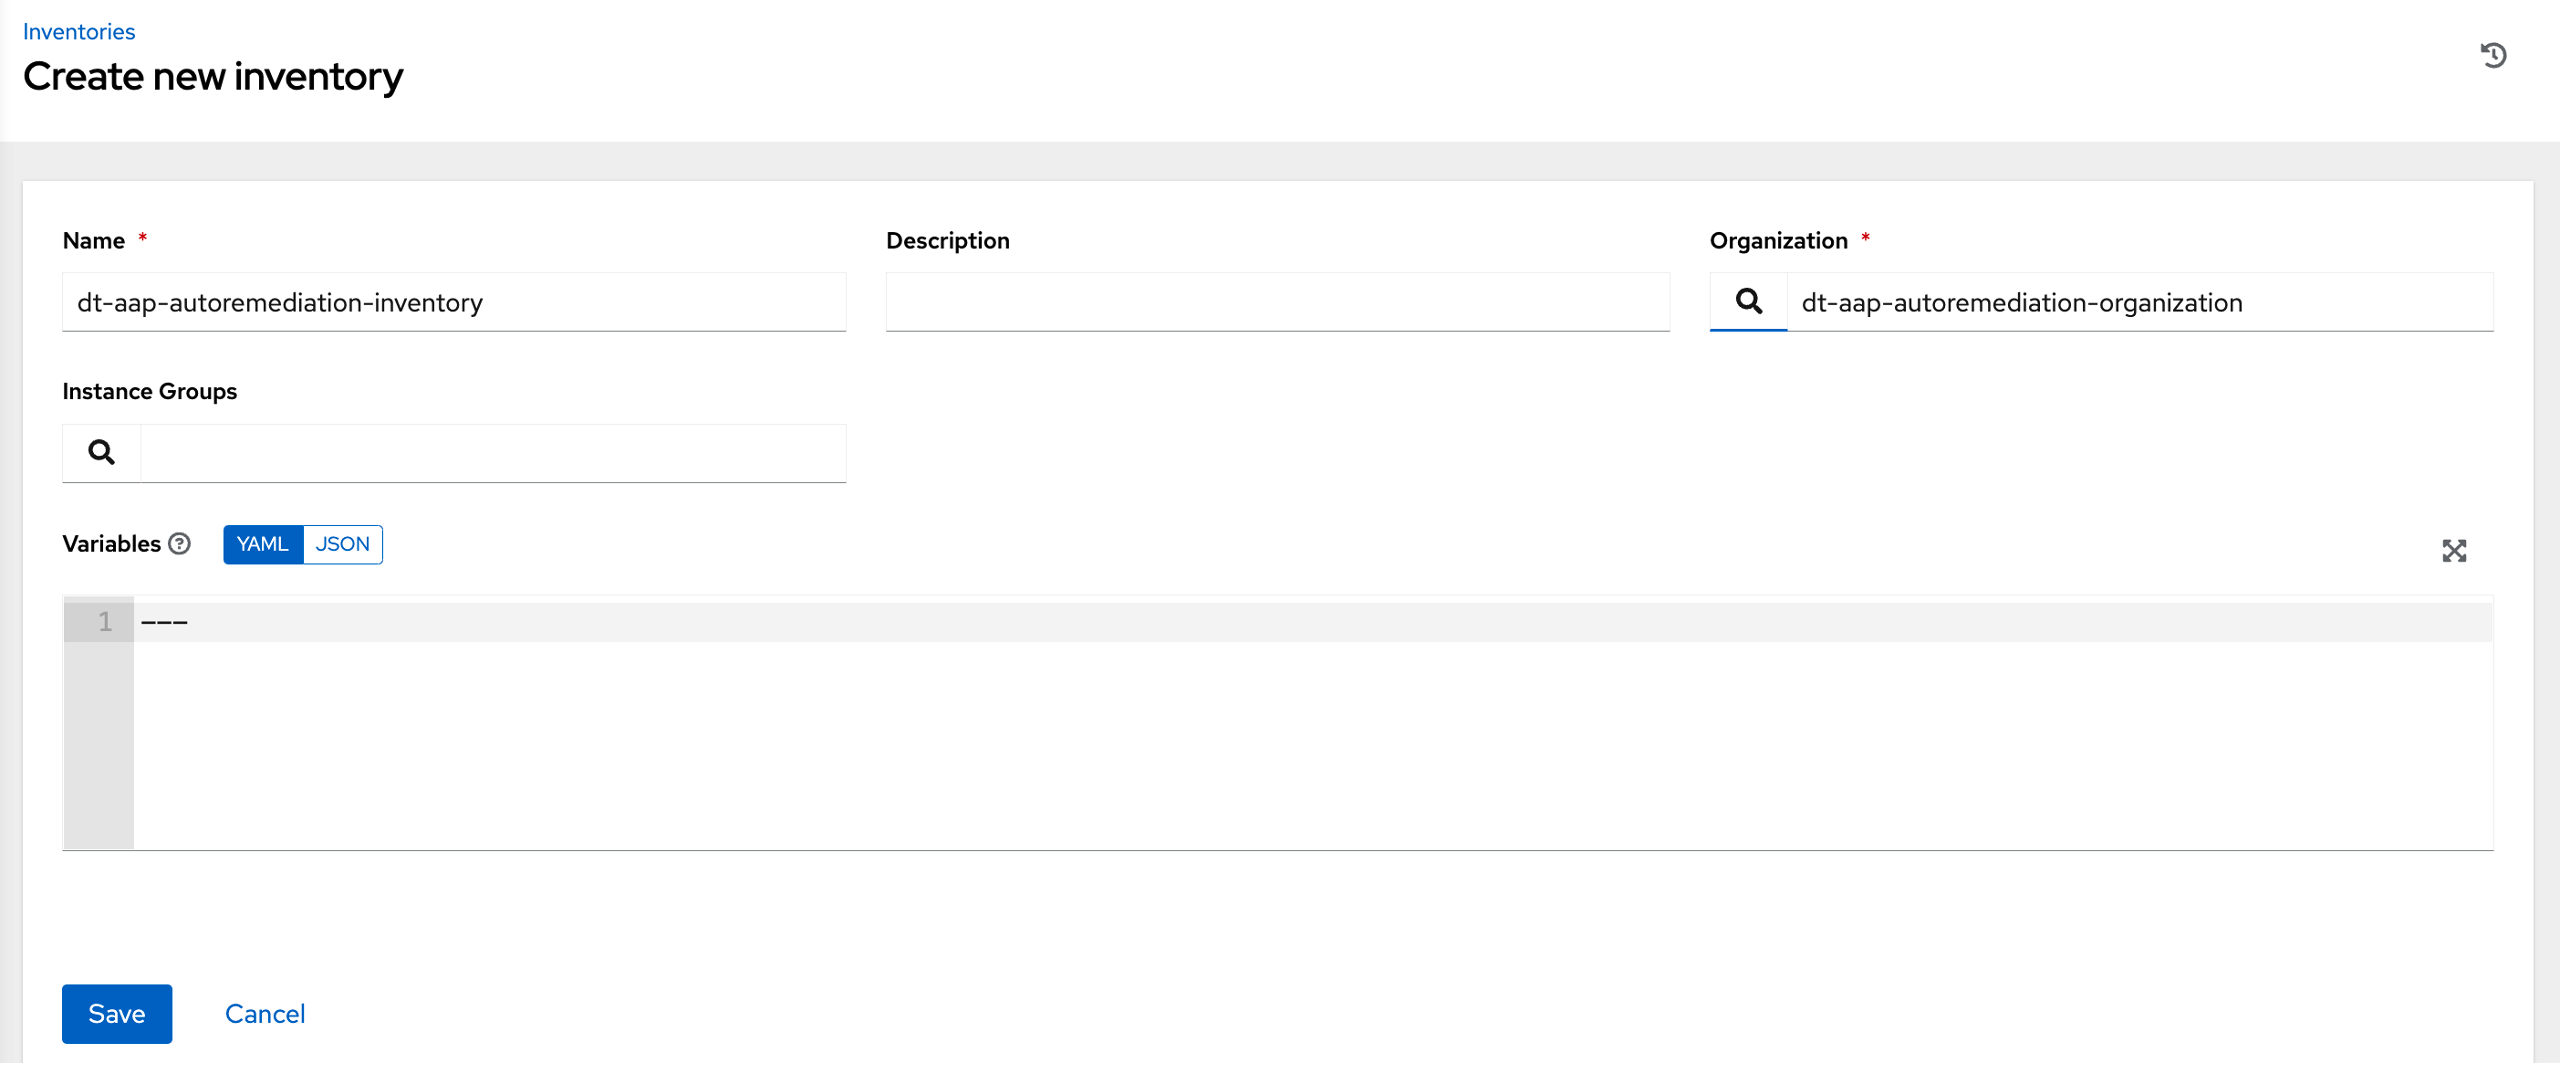 Inventories
Create new inventory
Name *
Description
Organization *
dt-aap-autoremediation-inventory
dt-aap-autoremediation-organization
Instance Groups
Variables
YAML
JSON
1 ---
Save
Cancel